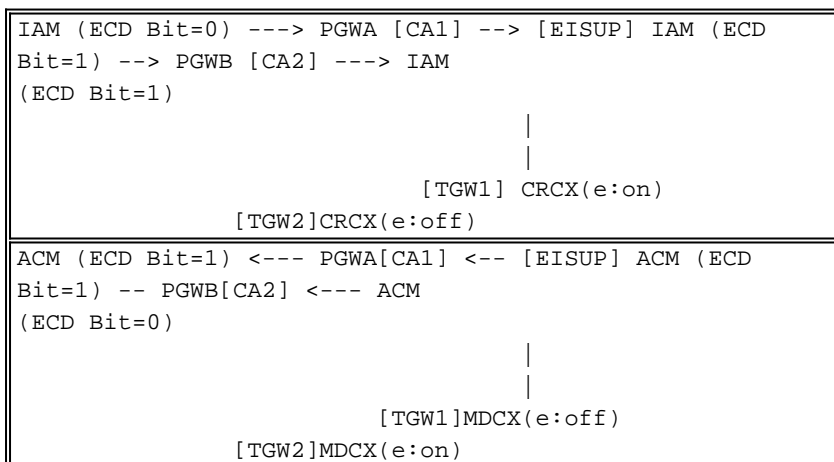 IAM (ECD Bit=0) ---> PGWA [CA1] --> [EISUP] IAM (ECD
Bit=1) --> PGWB [CA2] ---> IAM
(ECD Bit=1)
|
|
[TGW1] CRCX(e:on)
[TGW2]CRCX(e:off)
ACM (ECD Bit=1) <--- PGWA[CA1] <-- [EISUP] ACM (ECD
Bit=1) -- PGWB[CA2] <--- ACM
(ECD Bit=0)
|
|
[TGW1]MDCX(e:off)
[TGW2]MDCX(e:on)